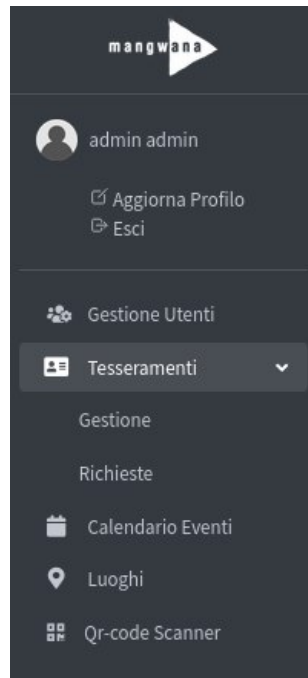 mangwana
admin admin
Aggiorna Profilo
Esci
Gestione Utenti
Tesseramenti
Gestione
Richieste
Calendario Eventi
Luoghi
Qr-code Scanner